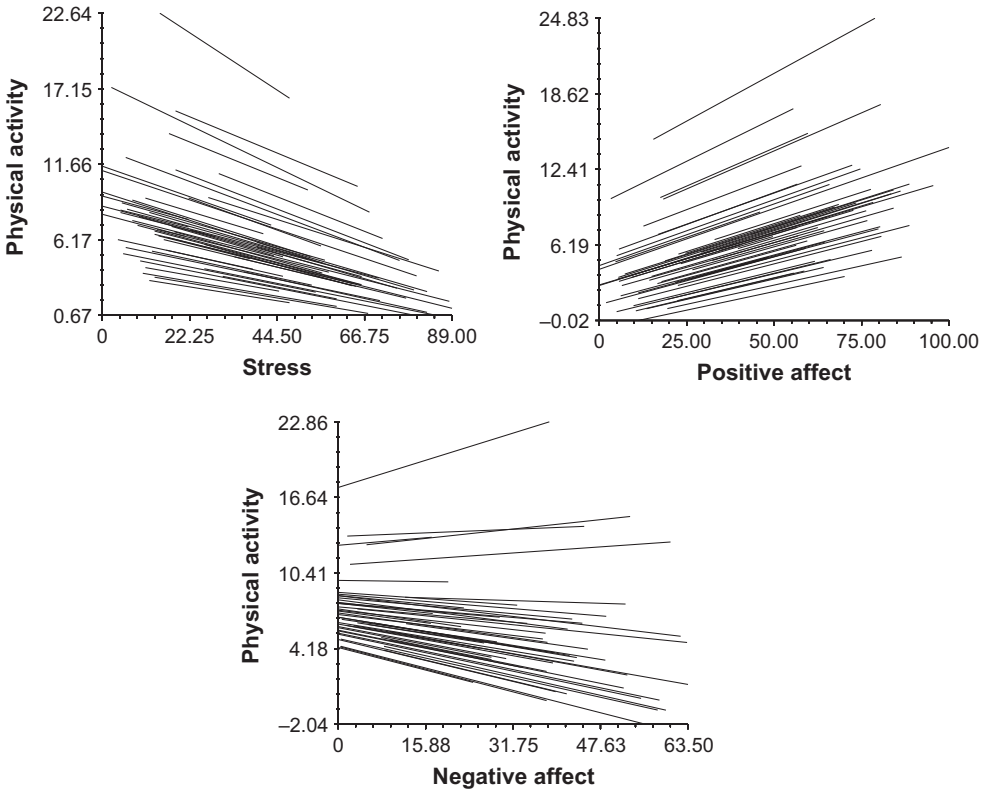 22.64
17.15
11.66
6.17
0.67
Physical activity
0 22.25 44.50 66.75 89.00
Stress
24.83
18.62
12.41
6.19
–0.02
Physical activity
0 25.00 50.00 75.00 100.00
Positive affect
22.86
16.64
10.41
4.18
–2.04
Physical activity
0 15.88 31.75 47.63 63.50
Negative affect